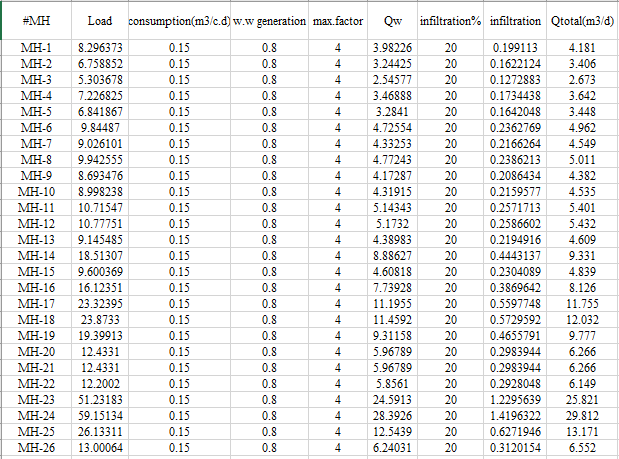 #MH Load consumption(m3/c.d) w.w generation max.factor Qw infiltration% infiltration Qtotal(m3/d)
MH-1 8.296373 0.15 0.8 4 3.98226 20 0.199113 4.181
MH-2 6.758852 0.15 0.8 4 3.24425 20 0.1622124 3.406
MH-3 5.303678 0.15 0.8 4 2.54577 20 0.1272883 2.673
MH-4 7.226825 0.15 0.8 4 3.46888 20 0.1734438 3.642
MH-5 6.841867 0.15 0.8 4 3.2841 20 0.1642048 3.448
MH-6 9.84487 0.15 0.8 4 4.72554 20 0.2362769 4.962
MH-7 9.026101 0.15 0.8 4 4.33253 20 0.2166264 4.549
MH-8 9.942555 0.15 0.8 4 4.77243 20 0.2386213 5.011
MH-9 8.693476 0.15 0.8 4 4.17287 20 0.2086434 4.382
MH-10 8.998238 0.15 0.8 4 4.31915 20 0.2159577 4.535
MH-11 10.71547 0.15 0.8 4 5.14343 20 0.2571713 5.401
MH-12 10.77751 0.15 0.8 4 5.1732 20 0.2586602 5.432
MH-13 9.145485 0.15 0.8 4 4.38983 20 0.2194916 4.609
MH-14 18.51307 0.15 0.8 4 8.88627 20 0.4443137 9.331
MH-15 9.600369 0.15 0.8 4 4.60818 20 0.2304089 4.839
MH-16 16.12351 0.15 0.8 4 7.73928 20 0.3869642 8.126
MH-17 23.32395 0.15 0.8 4 11.1955 20 0.5597748 11.755
MH-18 23.8733 0.15 0.8 4 11.4592 20 0.5729592 12.032
MH-19 19.39913 0.15 0.8 4 9.31158 20 0.4655791 9.777
MH-20 12.4331 0.15 0.8 4 5.96789 20 0.2983944 6.266
MH-21 12.4331 0.15 0.8 4 5.96789 20 0.2983944 6.266
MH-22 12.2002 0.15 0.8 4 5.8561 20 0.2928048 6.149
MH-23 51.23183 0.15 0.8 4 24.5913 20 1.2295639 25.821
MH-24 59.15134 0.15 0.8 4 28.3926 20 1.4196322 29.812
MH-25 26.13311 0.15 0.8 4 12.5439 20 0.6271946 13.171
MH-26 13.00064 0.15 0.8 4 6.24031 20 0.3120154 6.552